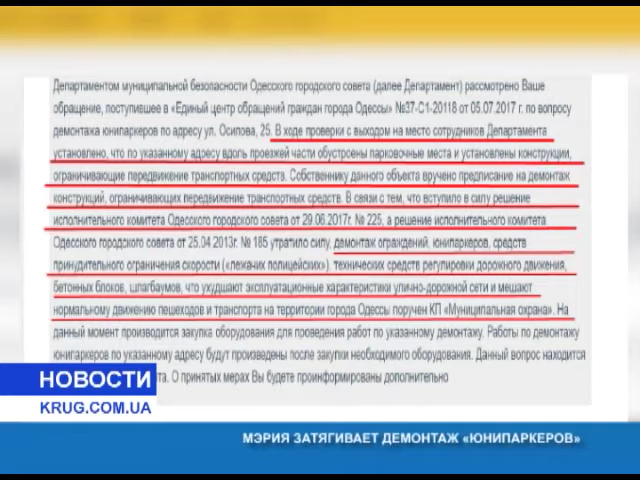 Департаментом муниципальной безопасности Одесского городского совета (далее Департамент) рассмотрено Ваше
обращение, поступившее в «Единый центр обращений граждан города Одессы» №37-С1-20118 от 05.07.2017 г. по вопросу
демонтажа юнипаркеров по адресу ул. Осипова, 25. В ходе проверки с выходом на место сотрудников Департамента
установлено, что по указанному адресу вдоль проезжей части обустроены парковочные места и установлены конструкции,
ограничивающие передвижение транспортных средств. Собственнику данного объекта вручено предписание на демонтаж
конструкций, ограничивающих передвижение транспортных средств. В связи с тем, что вступило в силу решение
исполнительного комитета Одесского городского совета от 29.06.2017г. № 225, а решение исполнительного комитета
Одесского городского совета от 25.04.2013г. № 185 утратило силу, демонтаж ограждений, юнипаркеров, средств
принудительного ограничения скорости («лежачих полицейских»), технических средств регулировки дорожного движения,
бетонных блоков, шлагбаумов, что ухудшают эксплуатационные характеристики улично-дорожной сети и мешают
нормальному движению пешеходов и транспорта на территории города Одессы поручен КП «Муниципальная охрана». На
данный момент производится закупка оборудования для проведения работ по указанному демонтажу. Работы по демонтажу
юнипаркеров по указанному адресу будут произведены после закупки необходимого оборудования. Данный вопрос находится
та. О принятых мерах Вы будете проинформированы дополнительно
НОВОСТИ
KRUG.COM.UA
МЭРИЯ ЗАТЯГИВАЕТ ДЕМОНТАЖ «ЮНИПАРКЕРОВ»